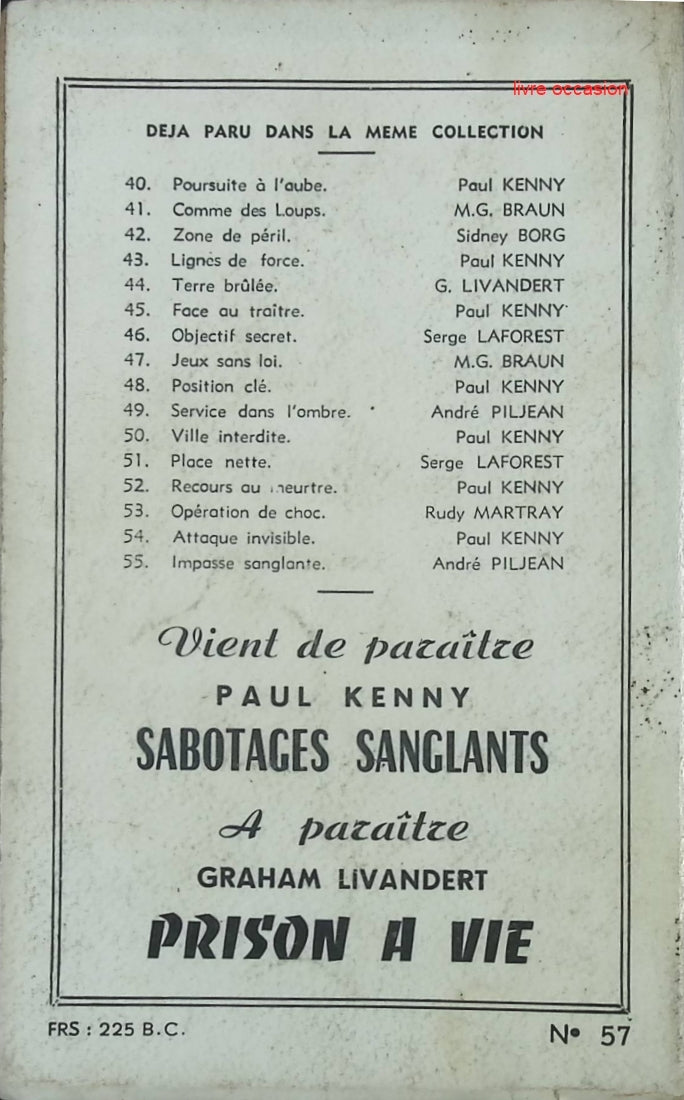 livre occasion
DEJA PARU DANS LA MEME COLLECTION
40. Poursuite à l'aube. Paul KENNY
41. Comme des Loups. M.G. BRAUN
42. Zone de péril. Sidney BORG
43. Lignes de force. Paul KENNY
44. Terre brûlée. G. LIVANDERT
45. Face au traître. Paul KENNY
46. Objectif secret. Serge LAFOREST
47. Jeux sans loi. M.G. BRAUN
48. Position clé. Paul KENNY
49. Service dans l'ombre. André PILJEAN
50. Ville interdite. Paul KENNY
51. Place nette. Serge LAFOREST
52. Recours au meurtre. Paul KENNY
53. Opération de choc. Rudy MARTRAY
54. Attaque invisible. Paul KENNY
55. Impasse sanglante. André PILJEAN
Vient de paraître
PAUL KENNY
SABOTAGES SANGLANTS
A paraître
GRAHAM LIVANDERT
PRISON A VIE
FRS : 225 B.C.
N° 57